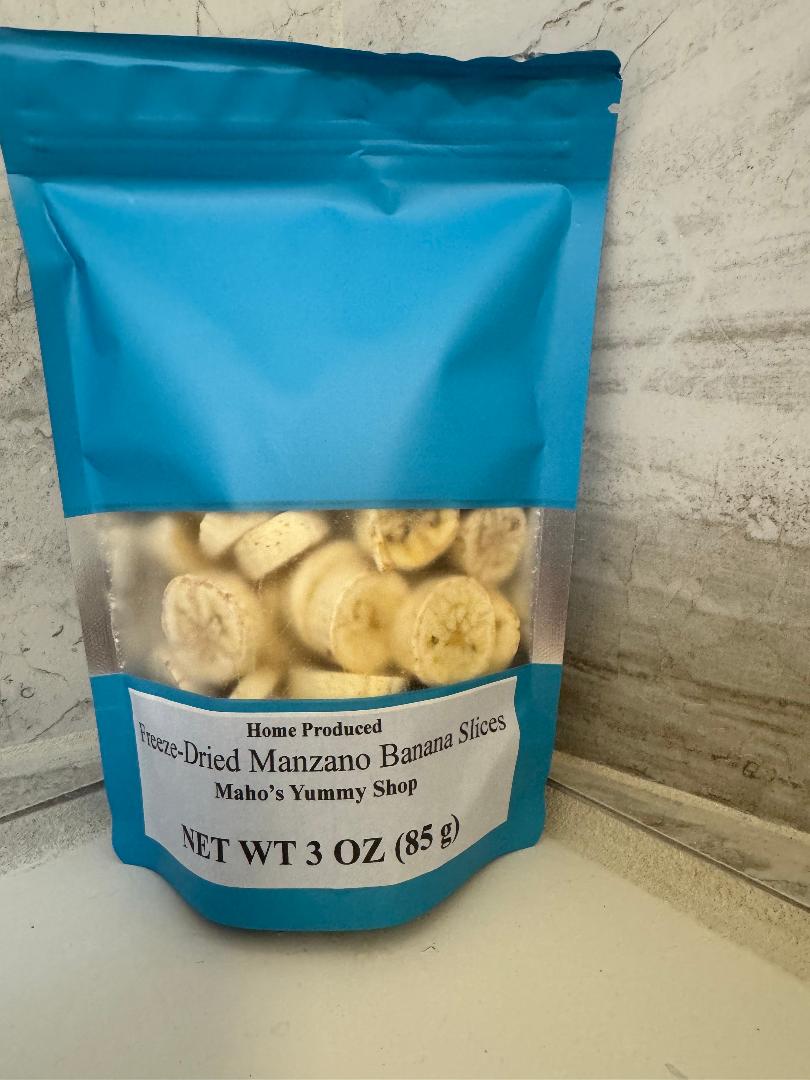 Home Produced
Freeze-Dried Manzano Banana Slices
Maho's Yummy Shop
NET WT 3 OZ (85 g)